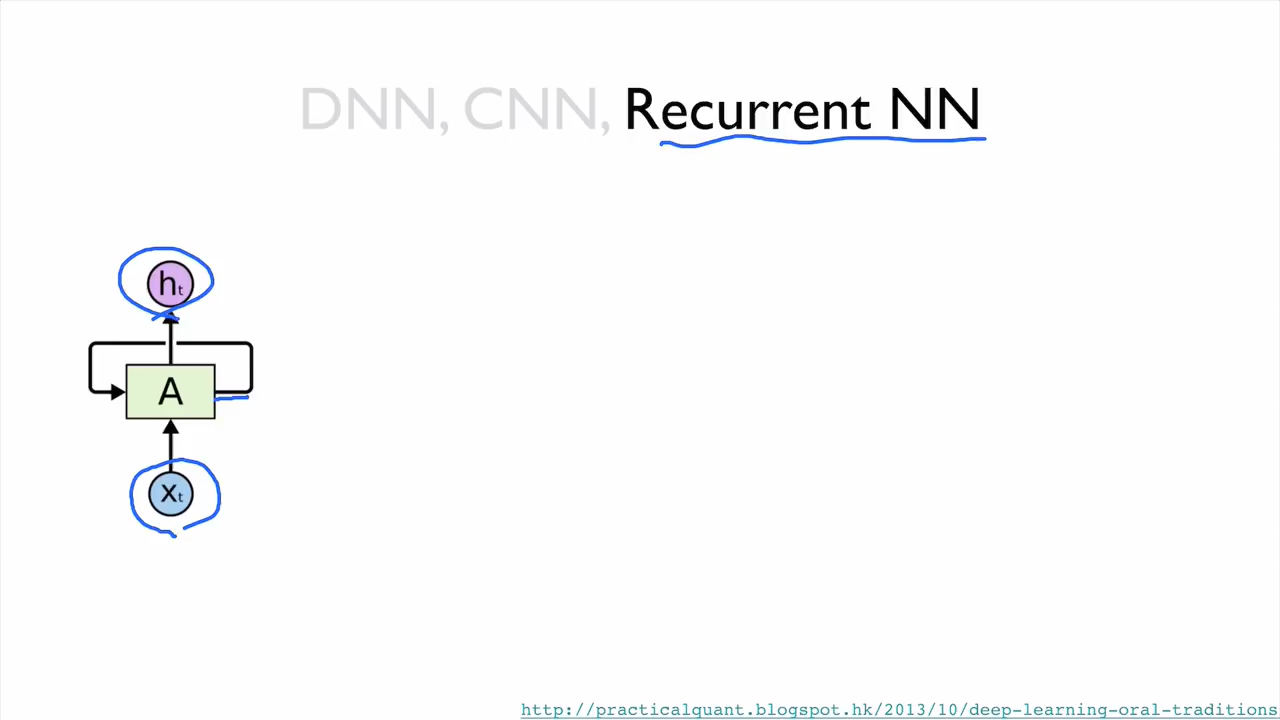 DNN, CNN, Recurrent NN
ht
A
xt
http://practicalquant.blogspot.hk/2013/10/deep-learning-oral-traditions